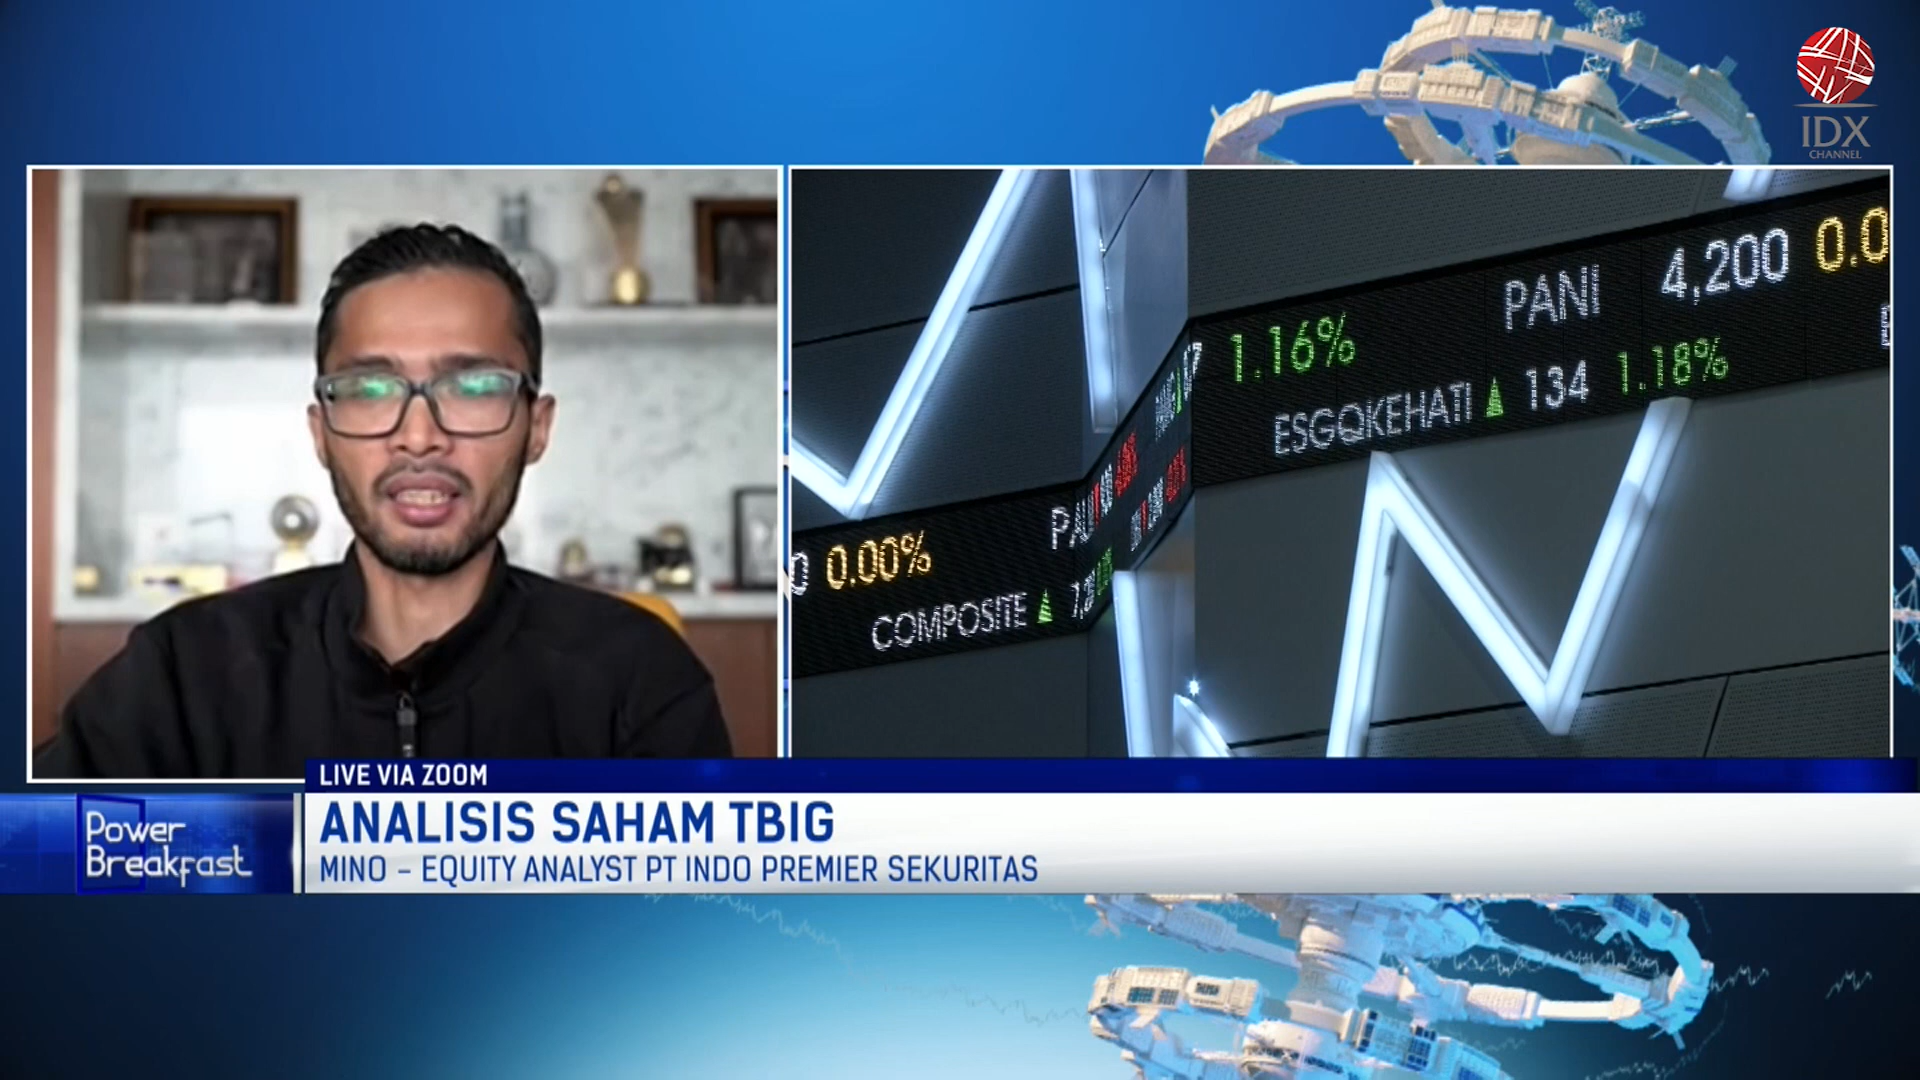 IDX
CHANNEL
PANI 4,200 0.0
1.16%
ESGQKEHATI ▲ 134 1.18%
0.00%
COMPOSITE ▲
LIVE VIA ZOOM
ANALISIS SAHAM TBIG
MINO - EQUITY ANALYST PT INDO PREMIER SEKURITAS
Power
Breakfast